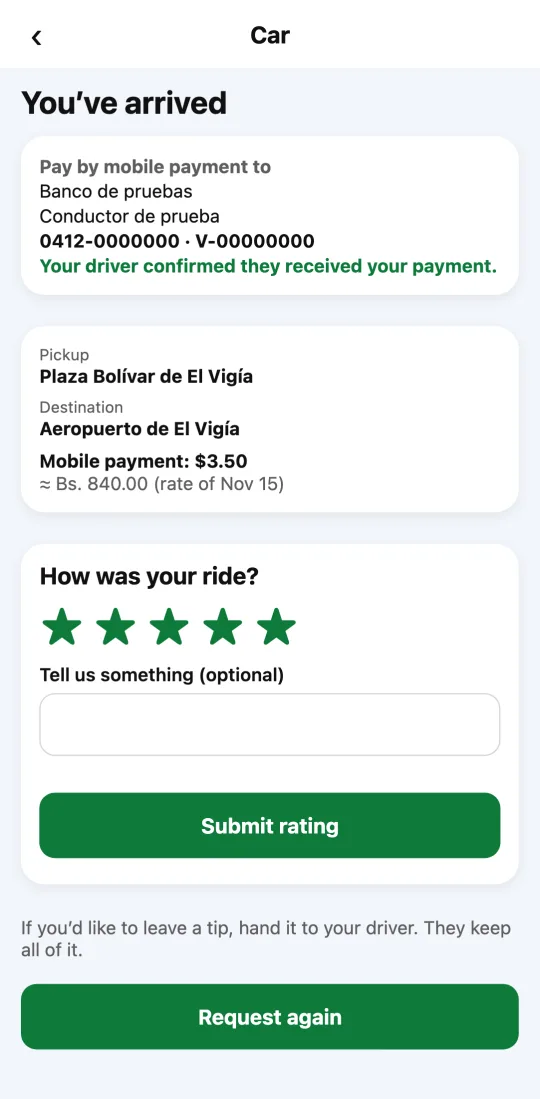 ‹
Car
You’ve arrived
Pay by mobile payment to
Banco de pruebas
Conductor de prueba
0412-0000000 · V-00000000
Your driver confirmed they received your payment.
Pickup
Plaza Bolívar de El Vigía
Destination
Aeropuerto de El Vigía
Mobile payment: $3.50
≈ Bs. 840.00 (rate of Nov 15)
How was your ride?
Tell us something (optional)
Submit rating
If you’d like to leave a tip, hand it to your driver. They keep
all of it.
Request again